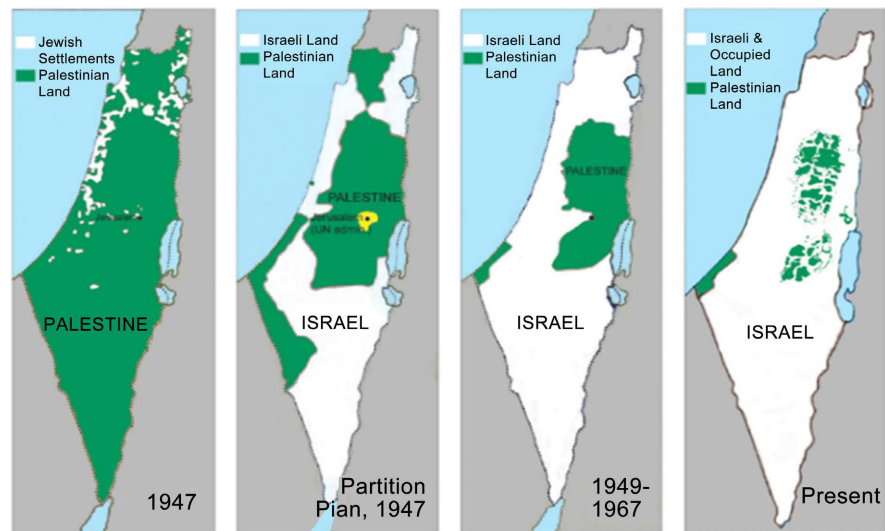 Jewish
Settlements
Palestinian
Land
Jerusalem
PALESTINE
1947
Israeli Land
Palestinian
Land
PALESTINE
Jerusalem
(UN admin.)
ISRAEL
Partition
Pian, 1947
Israeli Land
Palestinian
Land
PALESTINE
ISRAEL
1949-
1967
Israeli &
Occupied
Land
Palestinian
Land
ISRAEL
Present